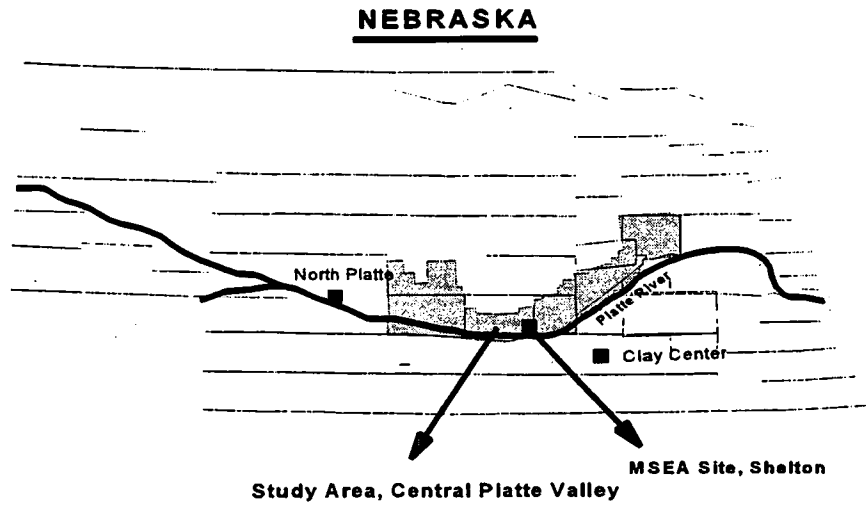 NEBRASKA
North Platte
Platte River
Clay Center
MSEA Site, Shelton
Study Area, Central Platte Valley